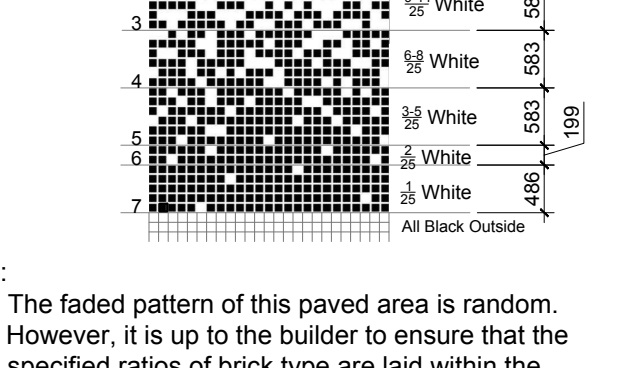 3
4 6-8/25 White 583
3-5/25 White 583
5 199
6 2/25 White
1/25 White 486
7
All Black Outside
:
The faded pattern of this paved area is random.
However, it is up to the builder to ensure that the
specified ratios of brick type are laid within the